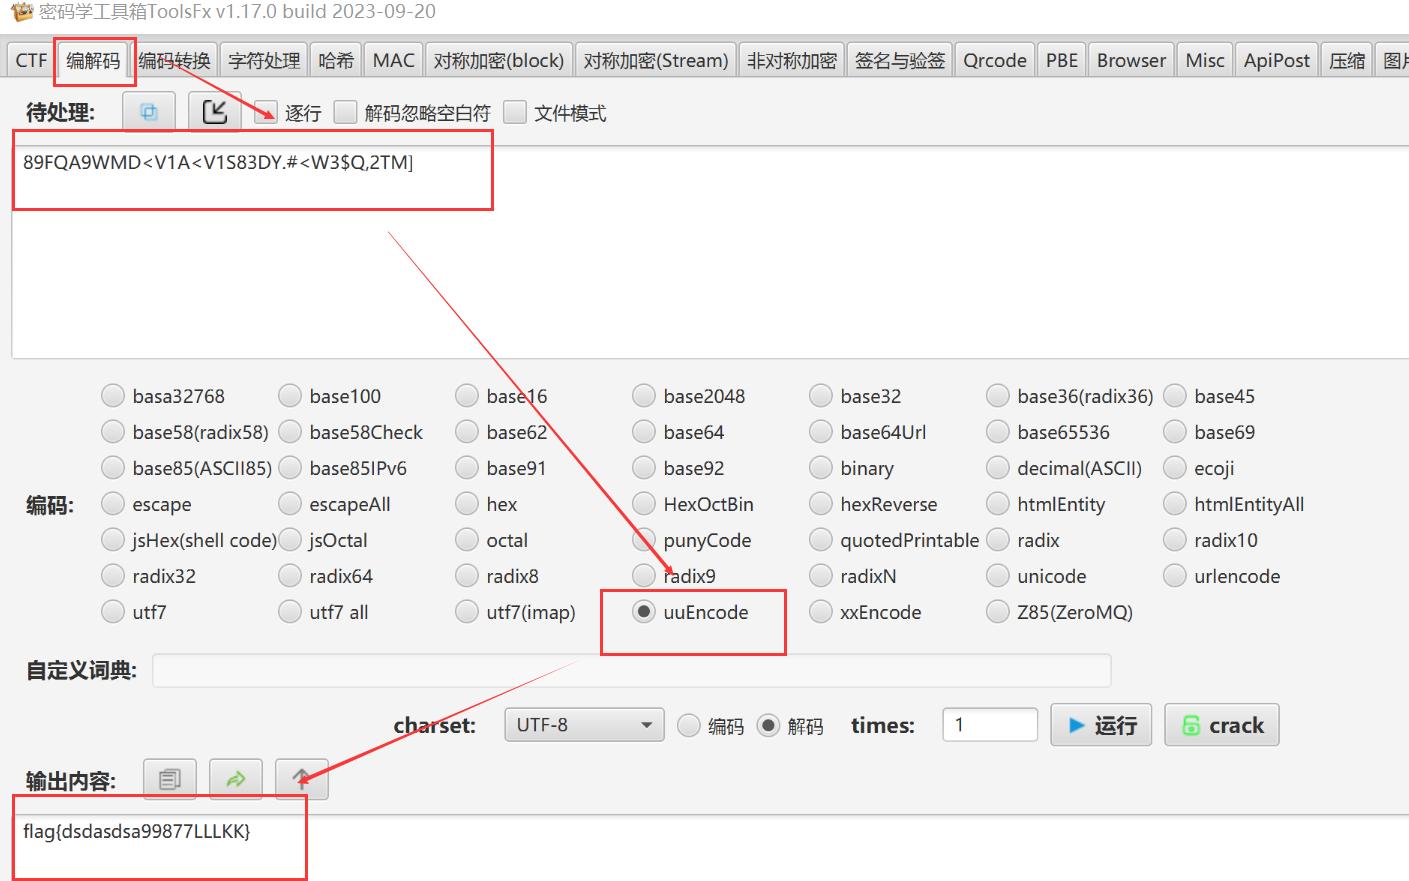 密码学工具箱ToolsFx v1.17.0 build 2023-09-20
CTF 编解码 编码转换 字符处理 哈希 MAC 对称加密(block) 对称加密(Stream) 非对称加密 签名与验签 Qrcode PBE Browser Misc ApiPost 压缩 图片
待处理: 逐行 解码忽略空白符 文件模式
89FQA9WMD<V1A<V1S83DY.#<W3$Q,2TM]
basa32768 base100 base16 base2048 base32 base36(radix36) base45
base58(radix58) base58Check base62 base64 base64Url base65536 base69
base85(ASCII85) base85IPv6 base91 base92 binary decimal(ASCII) ecoji
编码: escape escapeAll hex HexOctBin hexReverse htmlEntity htmlEntityAll
jsHex(shell code) jsOctal octal punyCode quotedPrintable radix radix10
radix32 radix64 radix8 radix9 radixN unicode urlencode
utf7 utf7 all utf7(imap) uuEncode xxEncode Z85(ZeroMQ)
自定义词典:
charset: UTF-8 编码 解码 times: 1 运行 crack
输出内容:
flag{dsdasdsa99877LLLKK}